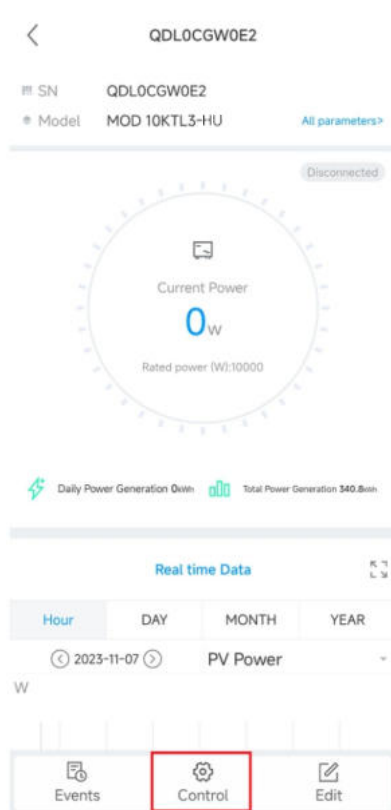 QDL0CGW0E2
SN QDL0CGW0E2
Model MOD 10KTL3-HU All parameters>
Disconnected
Current Power
0W
Rated power (W):10000
Daily Power Generation 0kWh Total Power Generation 340.8kWh
Real time Data
Hour DAY MONTH YEAR
2023-11-07 PV Power
W
Events Control Edit